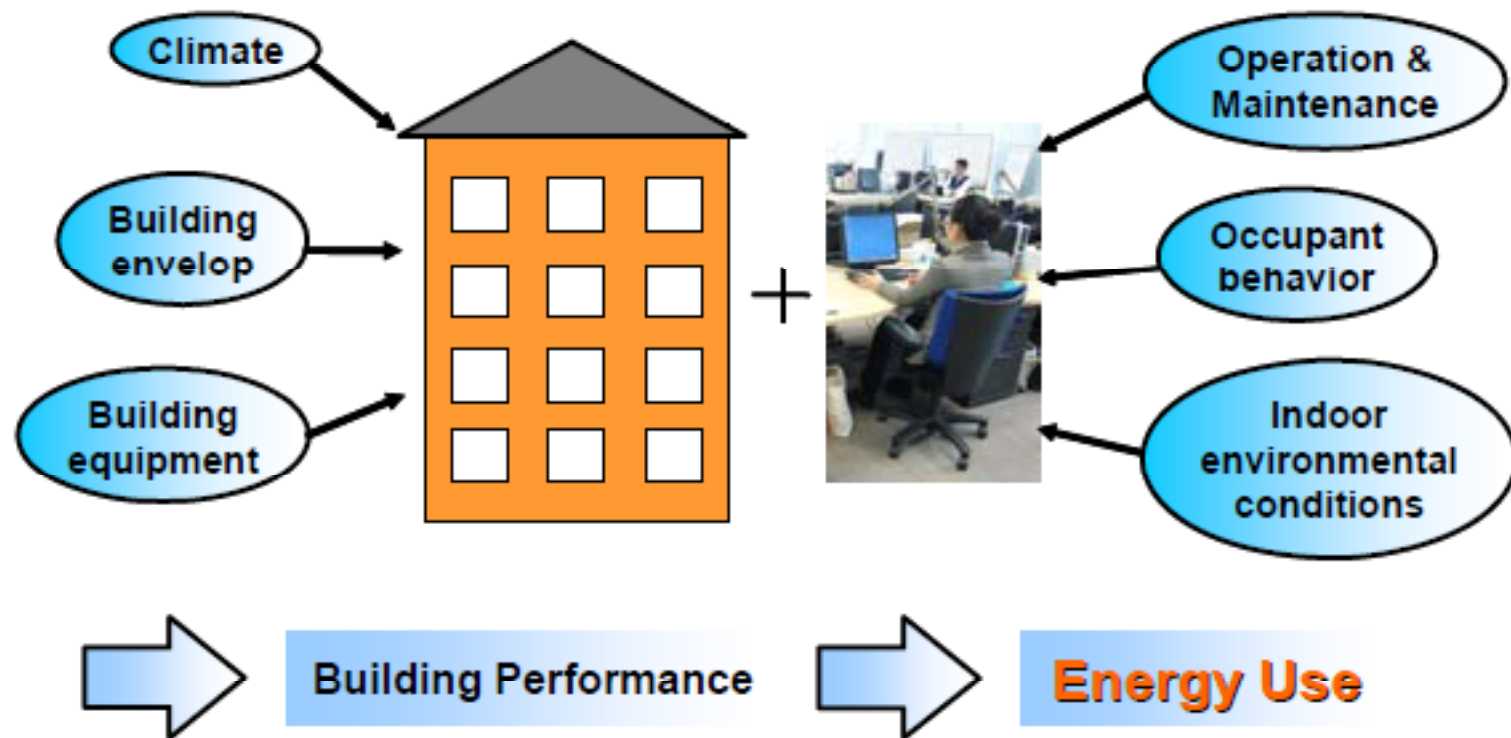 Climate
Building
envelop
Building
equipment
Operation &
Maintenance
Occupant
behavior
Indoor
environmental
conditions
Building Performance
Energy Use